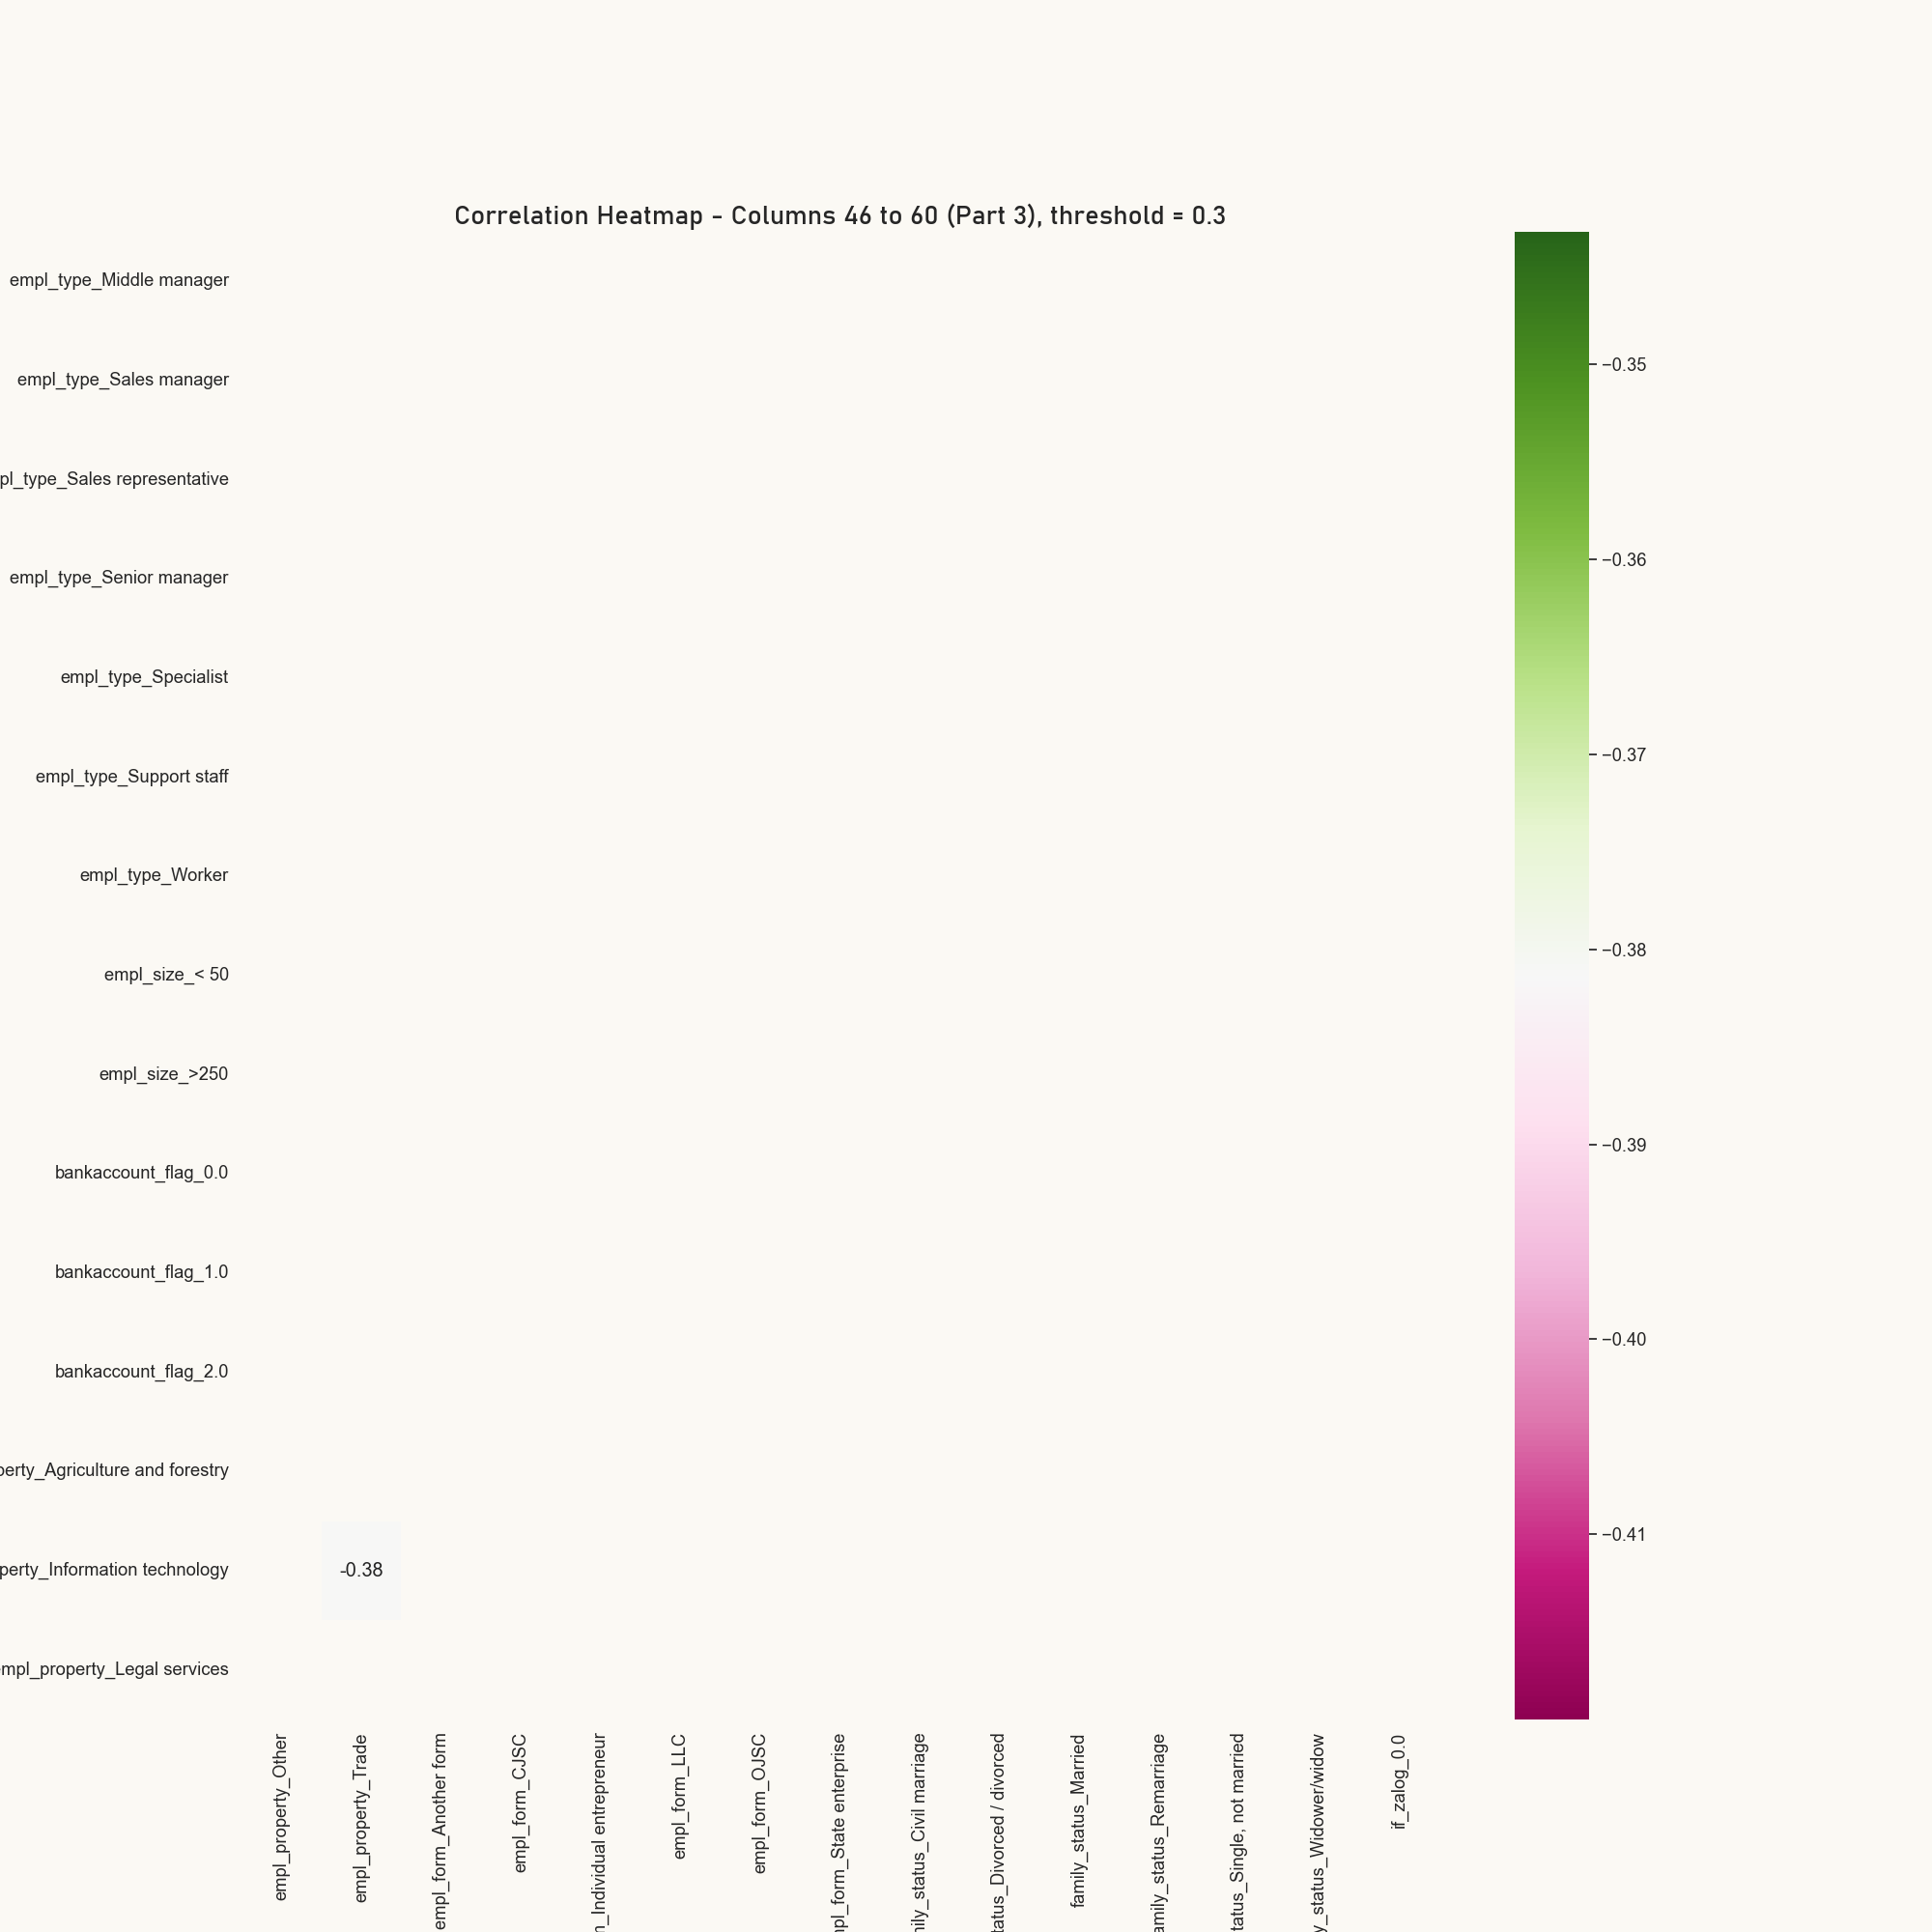 Correlation Heatmap - Columns 46 to 60 (Part 3), threshold = 0.3
empl_type_Middle manager
empl_type_Sales manager
pl_type_Sales representative
empl_type_Senior manager
empl_type_Specialist
empl_type_Support staff
empl_type_Worker
empl_size_< 50
empl_size_>250
bankaccount_flag_0.0
bankaccount_flag_1.0
bankaccount_flag_2.0
perty_Agriculture and forestry
perty_Information technology
empl_property_Legal services
-0.38
−0.35
−0.36
−0.37
−0.38
−0.39
−0.40
−0.41
empl_property_Other
empl_property_Trade
empl_form_Another form
empl_form_CJSC
n_Individual entrepreneur
empl_form_LLC
empl_form_OJSC
pl_form_State enterprise
ily_status_Civil marriage
tatus_Divorced / divorced
family_status_Married
amily_status_Remarriage
tatus_Single, not married
y_status_Widower/widow
if_zalog_0.0